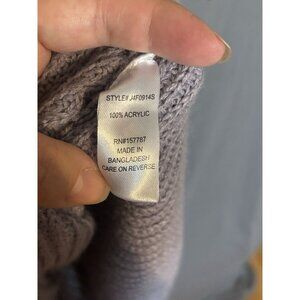 STYLE# J4F0914S
100% ACRYLIC
RN#157787
MADE IN
BANGLADESH
CARE ON REVERSE